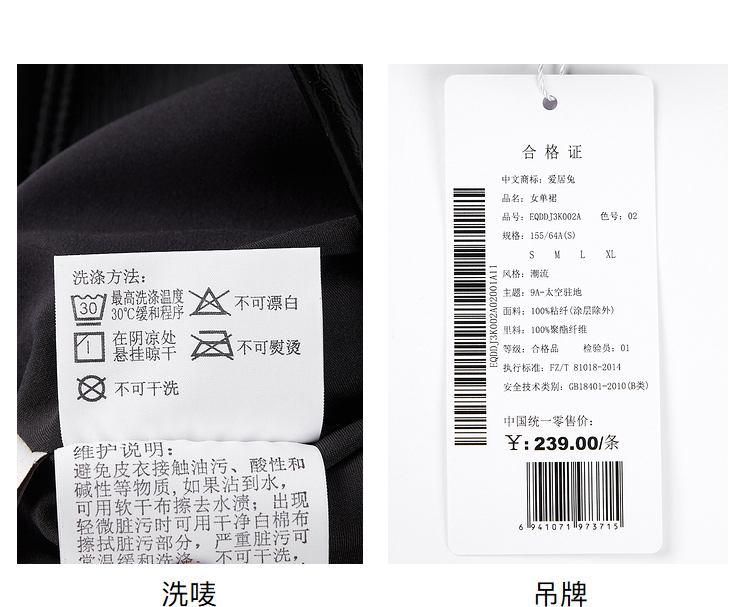 洗涤方法:
30
最高洗涤温度
30℃缓和程序
不可漂白
在阴凉处
悬挂晾干
不可熨烫
不可干洗
维护说明:
避免皮衣接触油污、酸性和
碱性等物质,如果沾到水,
可用软干布擦去水渍;出现
轻微脏污时可用干净白棉布
擦拭脏污部分,严重脏污可
常温缓和洗涤,不可干洗,
洗唛
合格证
中文商标:爱居兔
品名:女单裙
品号:EQDDJ3K002A 色号:02
规格:155/64A(S)
S M L XL
风格:潮流
主题:9A-太空驻地
面料:100%粘纤(涂层除外)
里料:100%聚酯纤维
等级:合格品 检验员:01
执行标准:FZ/T 81018-2014
安全技术类别:GB18401-2010(B类)
中国统一零售价:
¥:239.00/条
6 941071 973715
EQDDJ3K002A02D01A11
吊牌